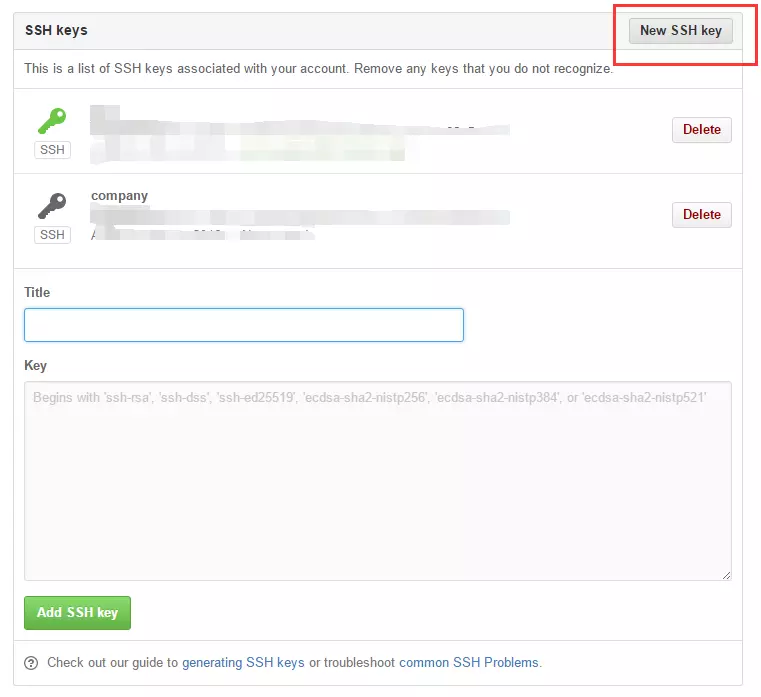 SSH keys
New SSH key
This is a list of SSH keys associated with your account. Remove any keys that you do not recognize.
SSH
Delete
company
SSH
Delete
Title
Key
Begins with 'ssh-rsa', 'ssh-dss', 'ssh-ed25519', 'ecdsa-sha2-nistp256', 'ecdsa-sha2-nistp384', or 'ecdsa-sha2-nistp521'
Add SSH key
Check out our guide to generating SSH keys or troubleshoot common SSH Problems.